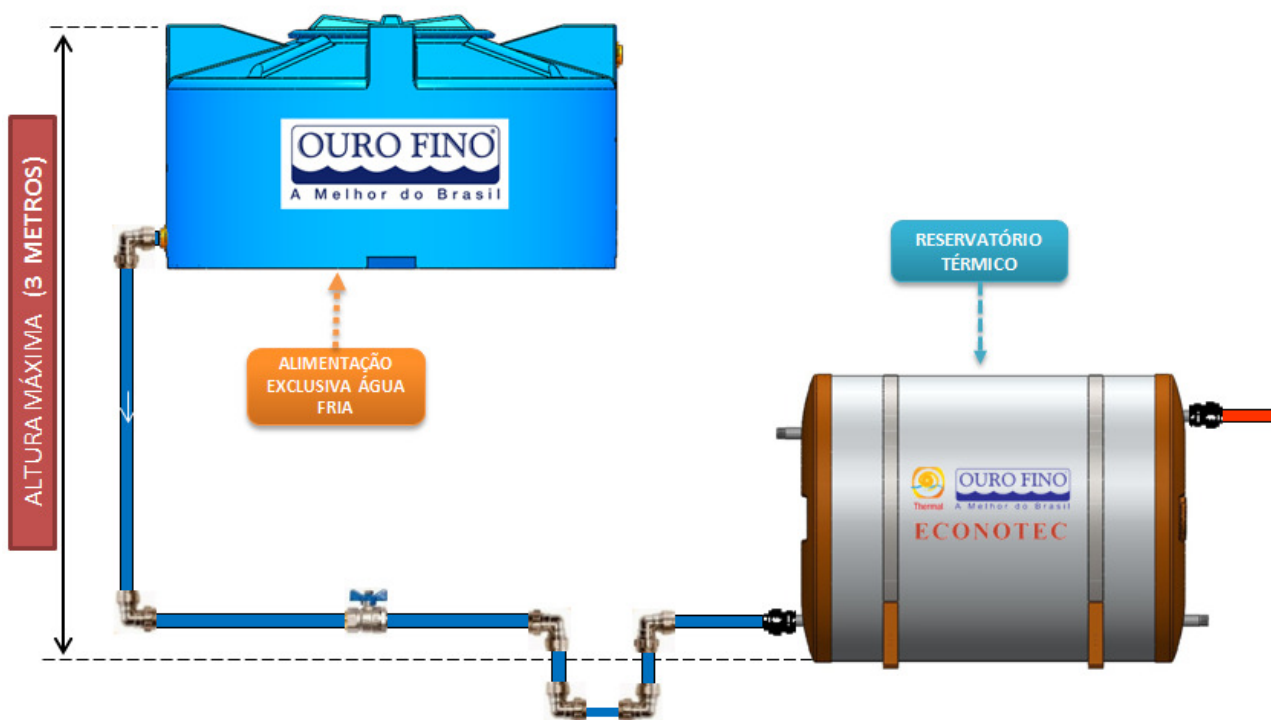 ALTURA MÁXIMA (3 METROS)
OURO FINO®
A Melhor do Brasil
ALIMENTAÇÃO
EXCLUSIVA ÁGUA
FRIA
RESERVATÓRIO
TÉRMICO
Thermal
OURO FINO
A Melhor do Brasil
ECONOTEC